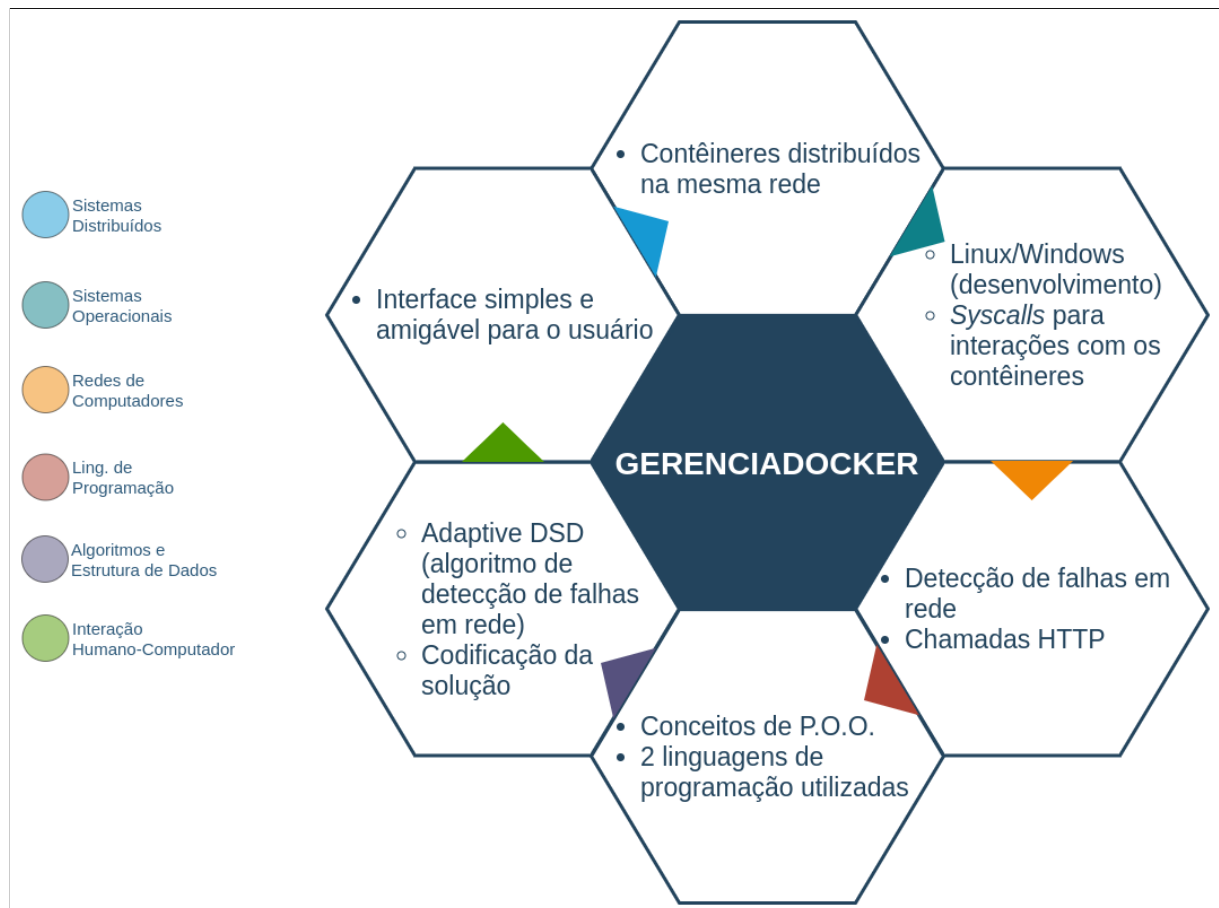 Sistemas
Distribuídos
Sistemas
Operacionais
Redes de
Computadores
Ling. de
Programação
Algoritmos e
Estrutura de Dados
Interação
Humano-Computador
• Contêineres distribuídos
na mesma rede
○ Linux/Windows
(desenvolvimento)
○ Syscalls para
interações com os
contêineres
• Detecção de falhas em
rede
• Chamadas HTTP
• Conceitos de P.O.O.
• 2 linguagens de
programação utilizadas
○ Adaptive DSD
(algoritmo de
detecção de falhas
em rede)
○ Codificação da
solução
• Interface simples e
amigável para o usuário
GERENCIADOCKER